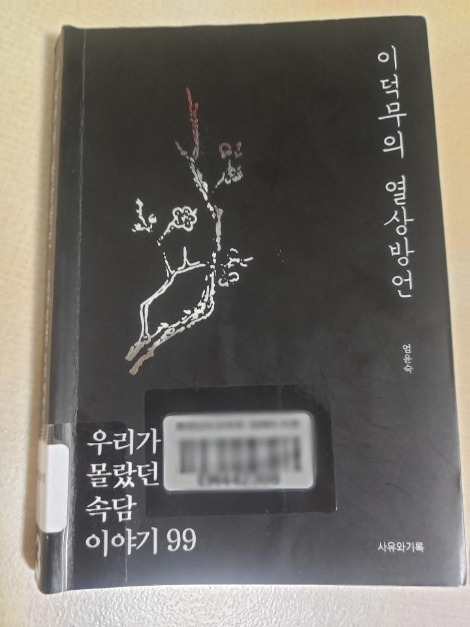 이덕무의 열상방언
엄윤숙
우리가
몰랐던
속담
이야기 99
사유와기록